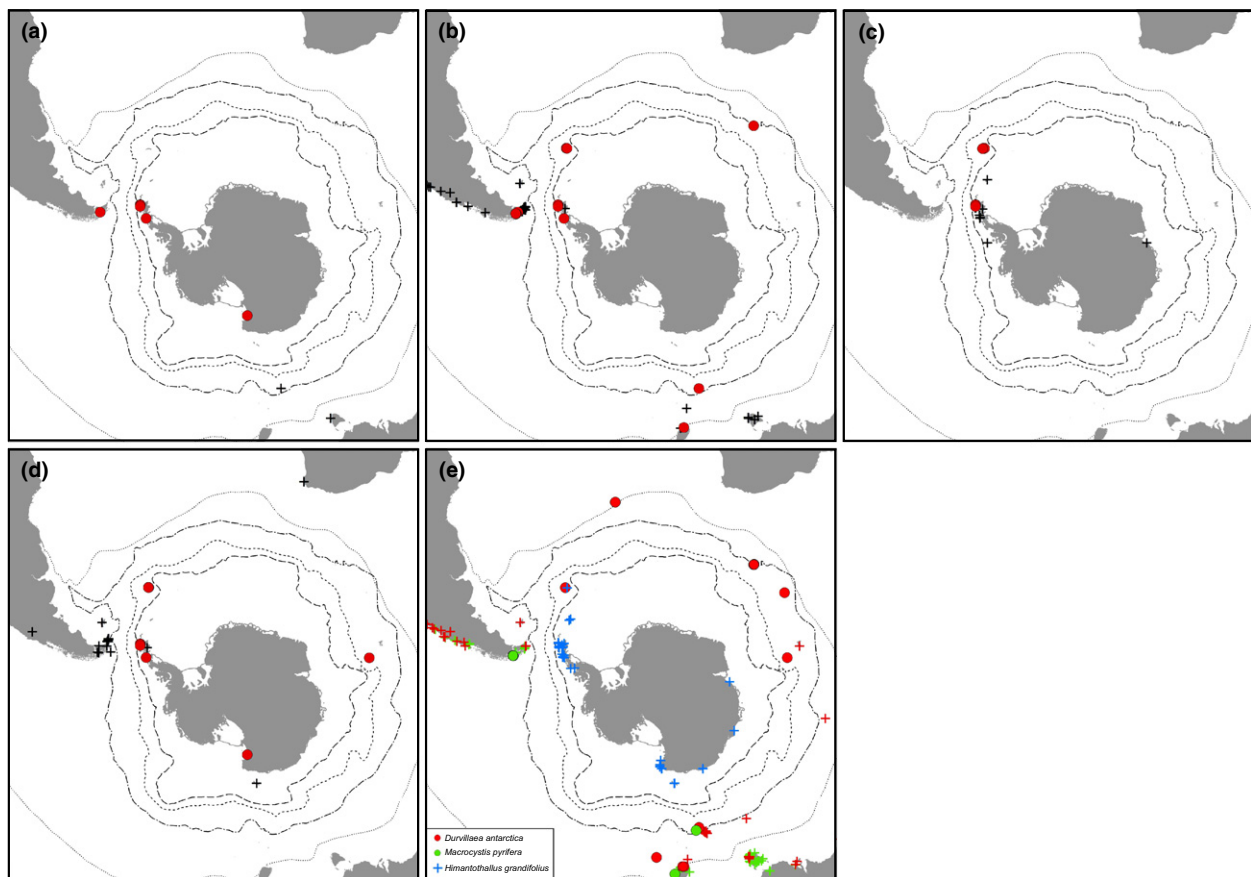 (a)
(b)
(c)
(d)
(e)
Durvillaea antarctica
Macrocystis pyrifera
Himantothallus grandifolius